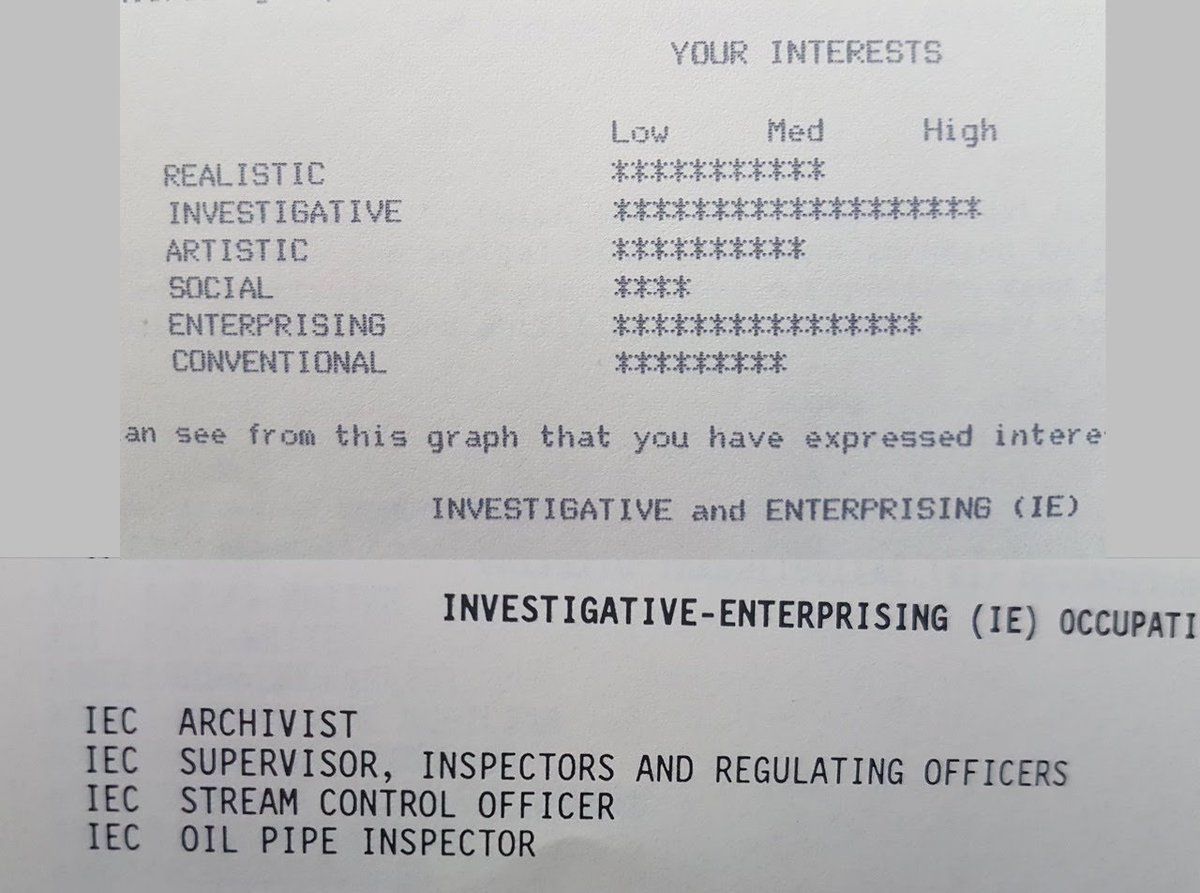 YOUR INTERESTS
Low Med High
REALISTIC ***********
INVESTIGATIVE *******************
ARTISTIC **********
SOCIAL ****
ENTERPRISING ****************
CONVENTIONAL *********
an see from this graph that you have expressed intere
INVESTIGATIVE and ENTERPRISING (IE)
INVESTIGATIVE-ENTERPRISING (IE) OCCUPATI
IEC ARCHIVIST
IEC SUPERVISOR, INSPECTORS AND REGULATING OFFICERS
IEC STREAM CONTROL OFFICER
IEC OIL PIPE INSPECTOR